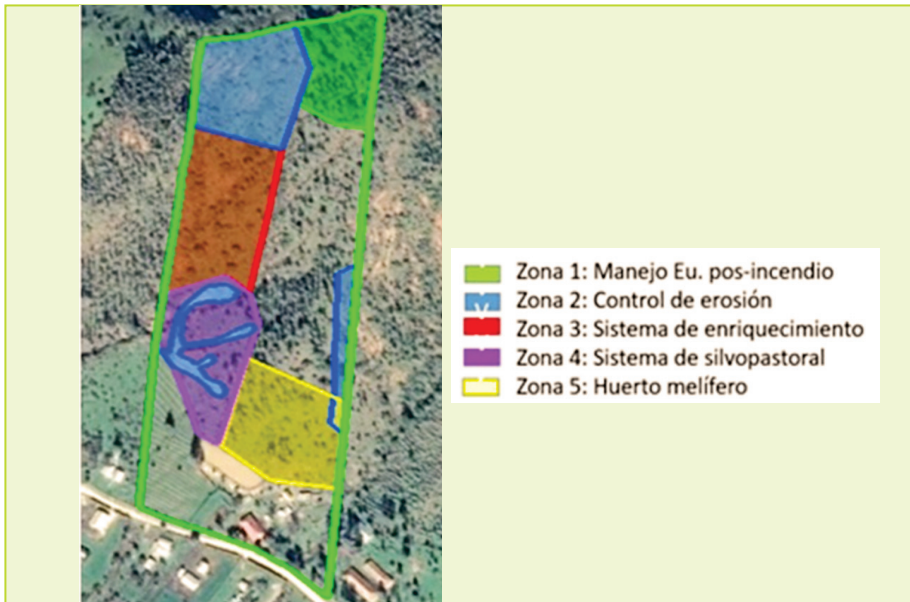 Zona 1: Manejo Eu. pos-incendio
Zona 2: Control de erosión
Zona 3: Sistema de enriquecimiento
Zona 4: Sistema de silvopastoral
Zona 5: Huerto melífero